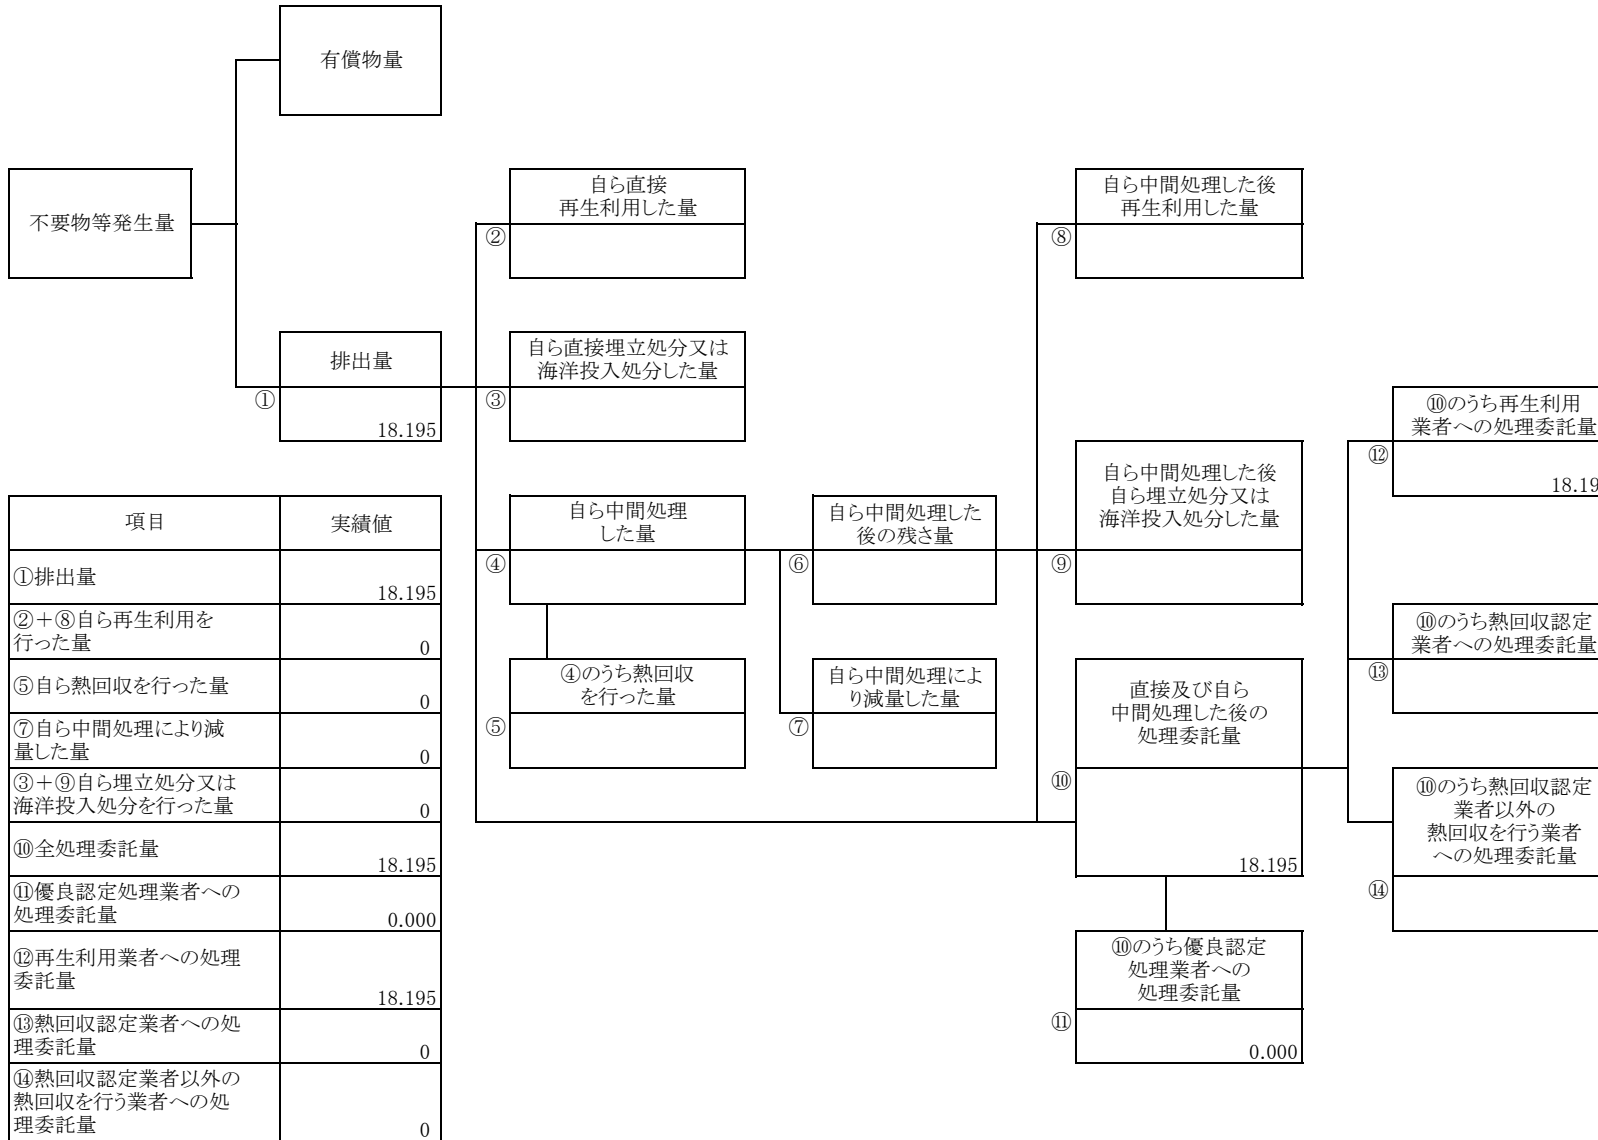 有償物量
不要物等発生量
自ら直接
再生利用した量
②
自ら中間処理した後
再生利用した量
⑧
排出量
①
18.195
自ら直接埋立処分又は
海洋投入処分した量
③
⑩のうち再生利用
業者への処理委託量
⑫
18.19
自ら中間処理
した量
④
自ら中間処理した
後の残さ量
⑥
自ら中間処理した後
自ら埋立処分又は
海洋投入処分した量
⑨
⑩のうち熱回収認定
業者への処理委託量
⑬
④のうち熱回収
を行った量
⑤
自ら中間処理によ
り減量した量
⑦
直接及び自ら
中間処理した後の
処理委託量
⑩
18.195
⑩のうち熱回収認定
業者以外の
熱回収を行う業者
への処理委託量
⑭
⑩のうち優良認定
処理業者への
処理委託量
⑪
0.000
項目 実績値
①排出量 18.195
②+⑧自ら再生利用を
行った量 0
⑤自ら熱回収を行った量 0
⑦自ら中間処理により減
量した量 0
③+⑨自ら埋立処分又は
海洋投入処分を行った量 0
⑩全処理委託量 18.195
⑪優良認定処理業者への
処理委託量 0.000
⑫再生利用業者への処理
委託量 18.195
⑬熱回収認定業者への処
理委託量 0
⑭熱回収認定業者以外の
熱回収を行う業者への処
理委託量 0